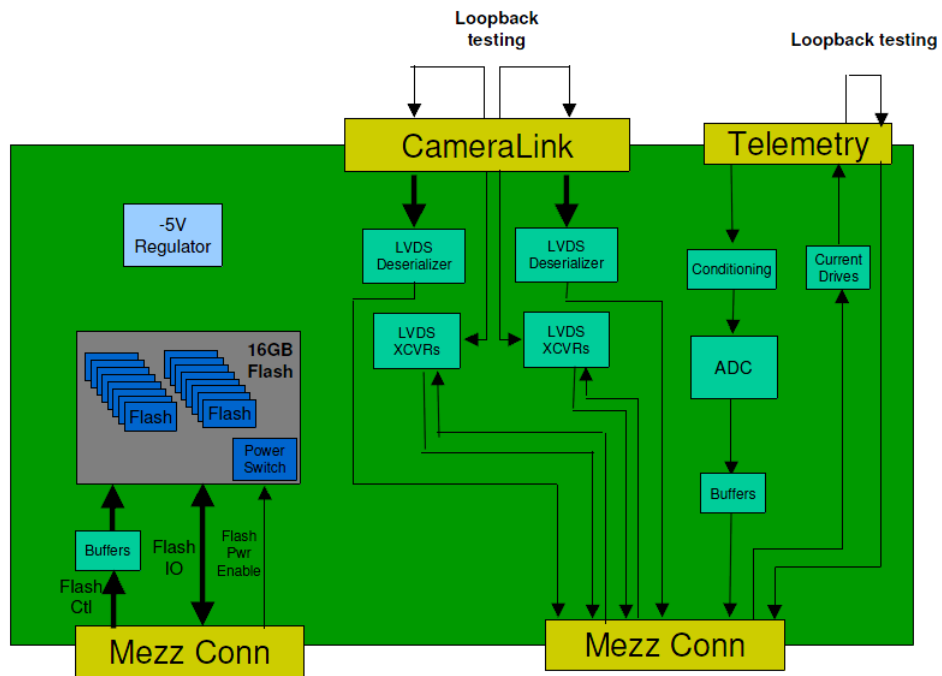 Loopback
testing
Loopback testing
CameraLink
Telemetry
-5V
Regulator
LVDS
Deserializer
LVDS
Deserializer
Conditioning
Current
Drives
LVDS
XCVRs
LVDS
XCVRs
ADC
16GB
Flash
Flash
Flash
Power
Switch
Buffers
Buffers
Flash
IO
Flash
Pwr
Enable
Flash
Ctl
Mezz Conn
Mezz Conn